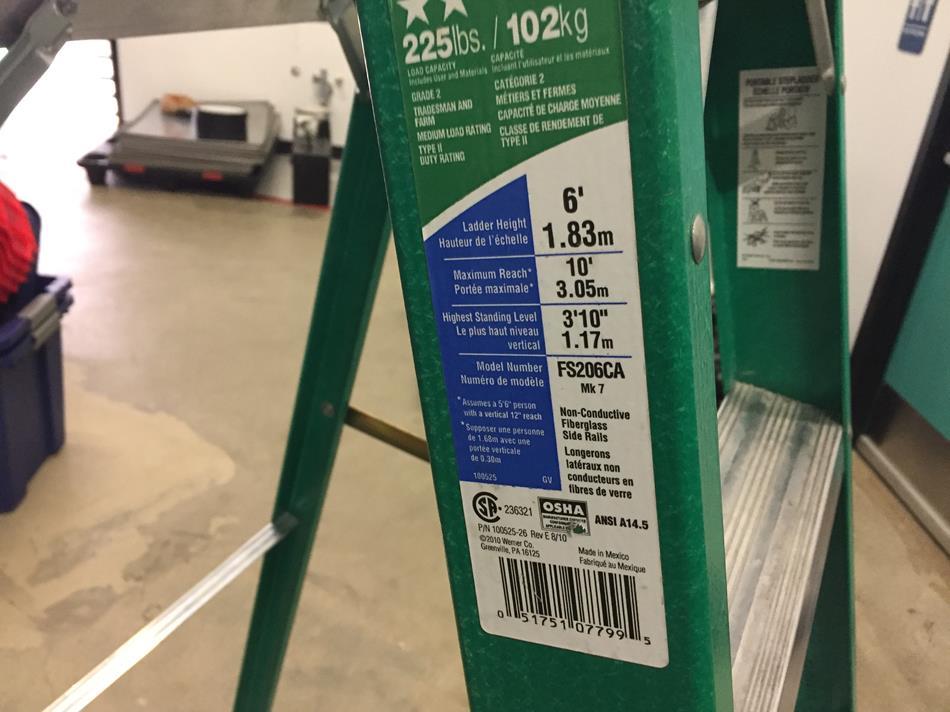 225lbs. / 102kg
LOAD CAPACITY
Includes User and Materials
CAPACITÉ
Incluant l'utilisateur et les matériaux
GRADE 2
TRADESMAN AND
FARM
MEDIUM LOAD RATING
TYPE II
DUTY RATING
CATÉGORIE 2
MÉTIERS ET FERMES
CAPACITÉ DE CHARGE MOYENNE
CLASSE DE RENDEMENT DE
TYPE II
Ladder Height
Hauteur de l'échelle
6'
1.83m
Maximum Reach*
Portée maximale*
10'
3.05m
Highest Standing Level
Le plus haut niveau
vertical
3'10"
1.17m
Model Number
Numéro de modèle
FS206CA
Mk 7
* Assumes a 5'6" person
with a vertical 12" reach
* Supposer une personne
de 1.68m avec une
portée verticale
de 0.30m
100525 GV
Non-Conductive
Fiberglass
Side Rails
Longerons
latéraux non
conducteurs en
fibres de verre
SA 236321
OSHA
ANSI A14.5
P/N 100525-26 Rev E 8/10
©2010 Werner Co.
Greenville, PA 16125
Made in Mexico
Fabriqué au Mexique
0 51751 07799 5
PORTABLE STEPLADDER
ÉCHELLE PORTATIF